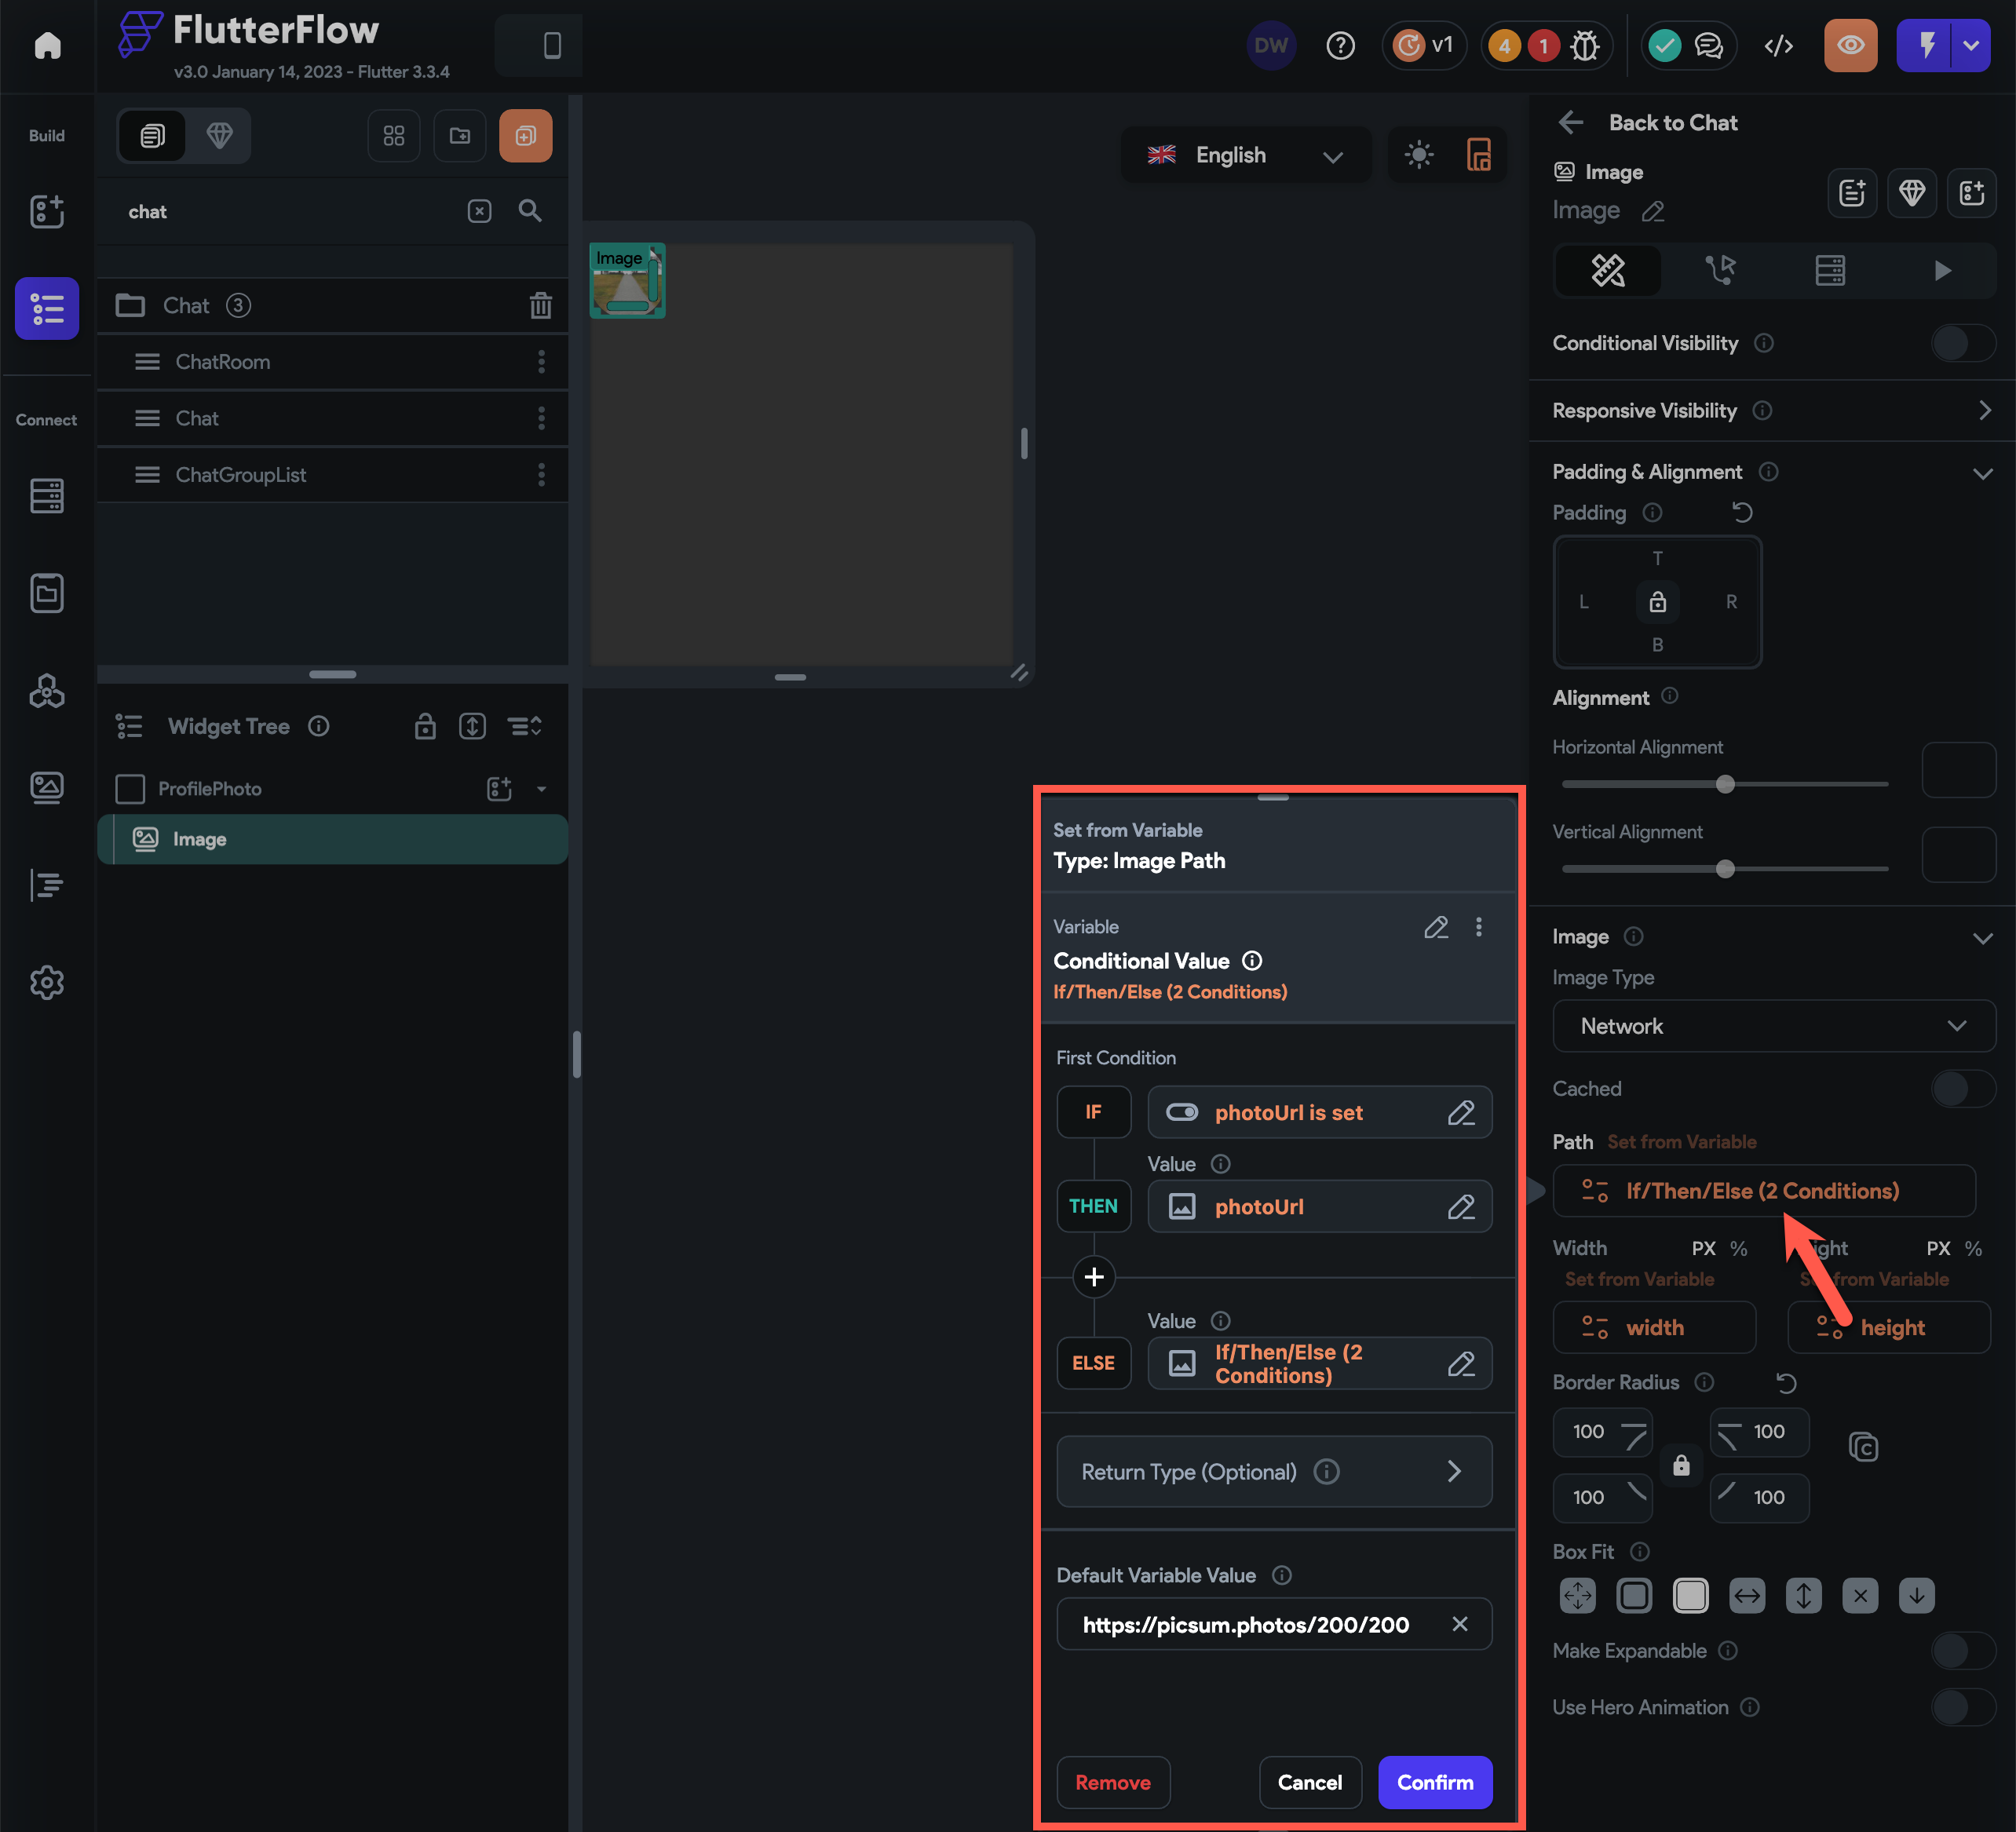 FlutterFlow
v3.0 January 14, 2023 - Flutter 3.3.4
DW
v1
4
1
Build
Connect
chat
Chat 3
ChatRoom
Chat
ChatGroupList
Widget Tree
ProfilePhoto
Image
English
Image
Set from Variable
Type: Image Path
Variable
Conditional Value
If/Then/Else (2 Conditions)
First Condition
IF
photoUrl is set
Value
THEN
photoUrl
Value
ELSE
If/Then/Else (2
Conditions)
Return Type (Optional)
Default Variable Value
https://picsum.photos/200/200
Remove
Cancel
Confirm
Back to Chat
Image
Image
Conditional Visibility
Responsive Visibility
Padding & Alignment
Padding
T
L
R
B
Alignment
Horizontal Alignment
Vertical Alignment
Image
Image Type
Network
Cached
Path Set from Variable
If/Then/Else (2 Conditions)
Width PX %
PX %
Set from Variable
width
height
Border Radius
100
100
100
100
Box Fit
Make Expandable
Use Hero Animation